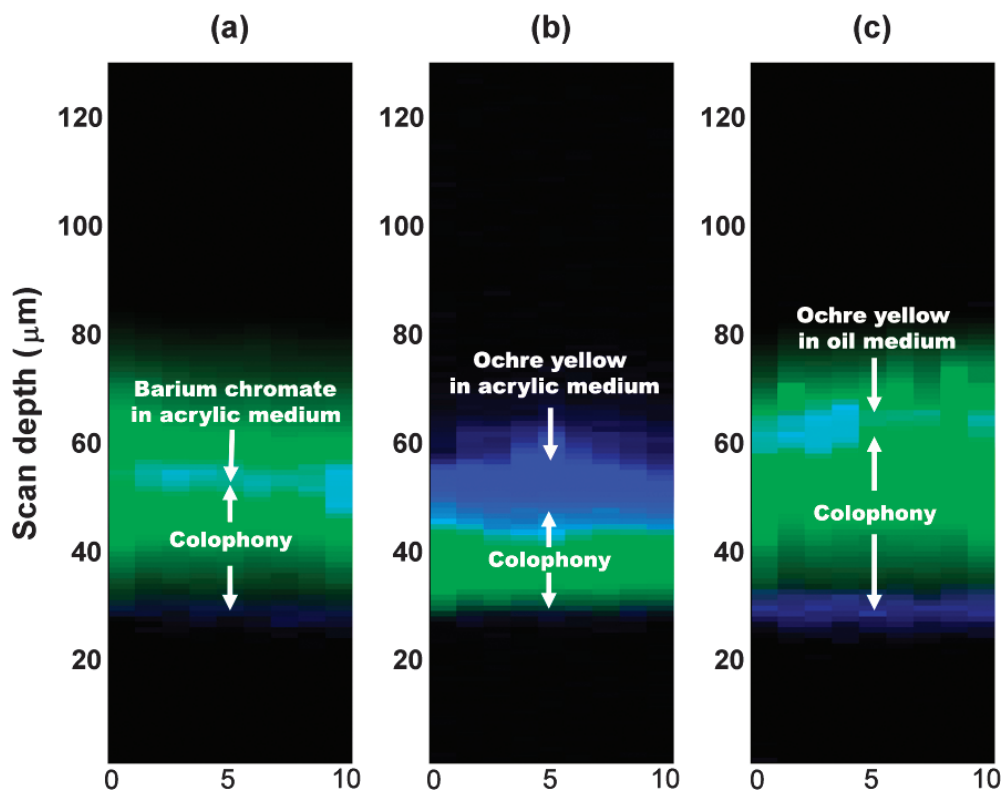 (a)
(b)
(c)
Scan depth (μm)
120
100
80
60
40
20
Barium chromate
in acrylic medium
Colophony
0
5
10
120
100
80
60
40
20
Ochre yellow
in acrylic medium
Colophony
0
5
10
120
100
80
60
40
20
Ochre yellow
in oil medium
Colophony
0
5
10